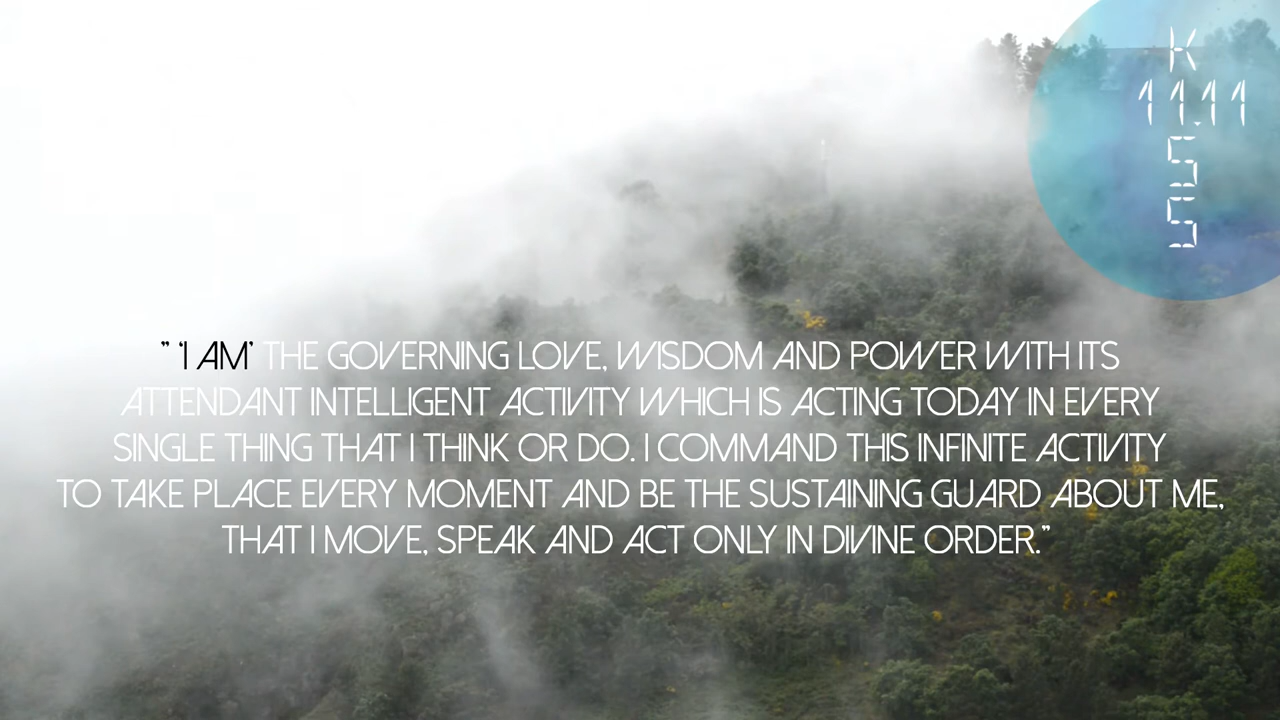 K
11.11
S
S
" 'I AM' THE GOVERNING LOVE, WISDOM AND POWER WITH ITS
ATTENDANT INTELLIGENT ACTIVITY WHICH IS ACTING TODAY IN EVERY
SINGLE THING THAT I THINK OR DO. I COMMAND THIS INFINITE ACTIVITY
TO TAKE PLACE EVERY MOMENT AND BE THE SUSTAINING GUARD ABOUT ME,
THAT I MOVE, SPEAK AND ACT ONLY IN DIVINE ORDER."